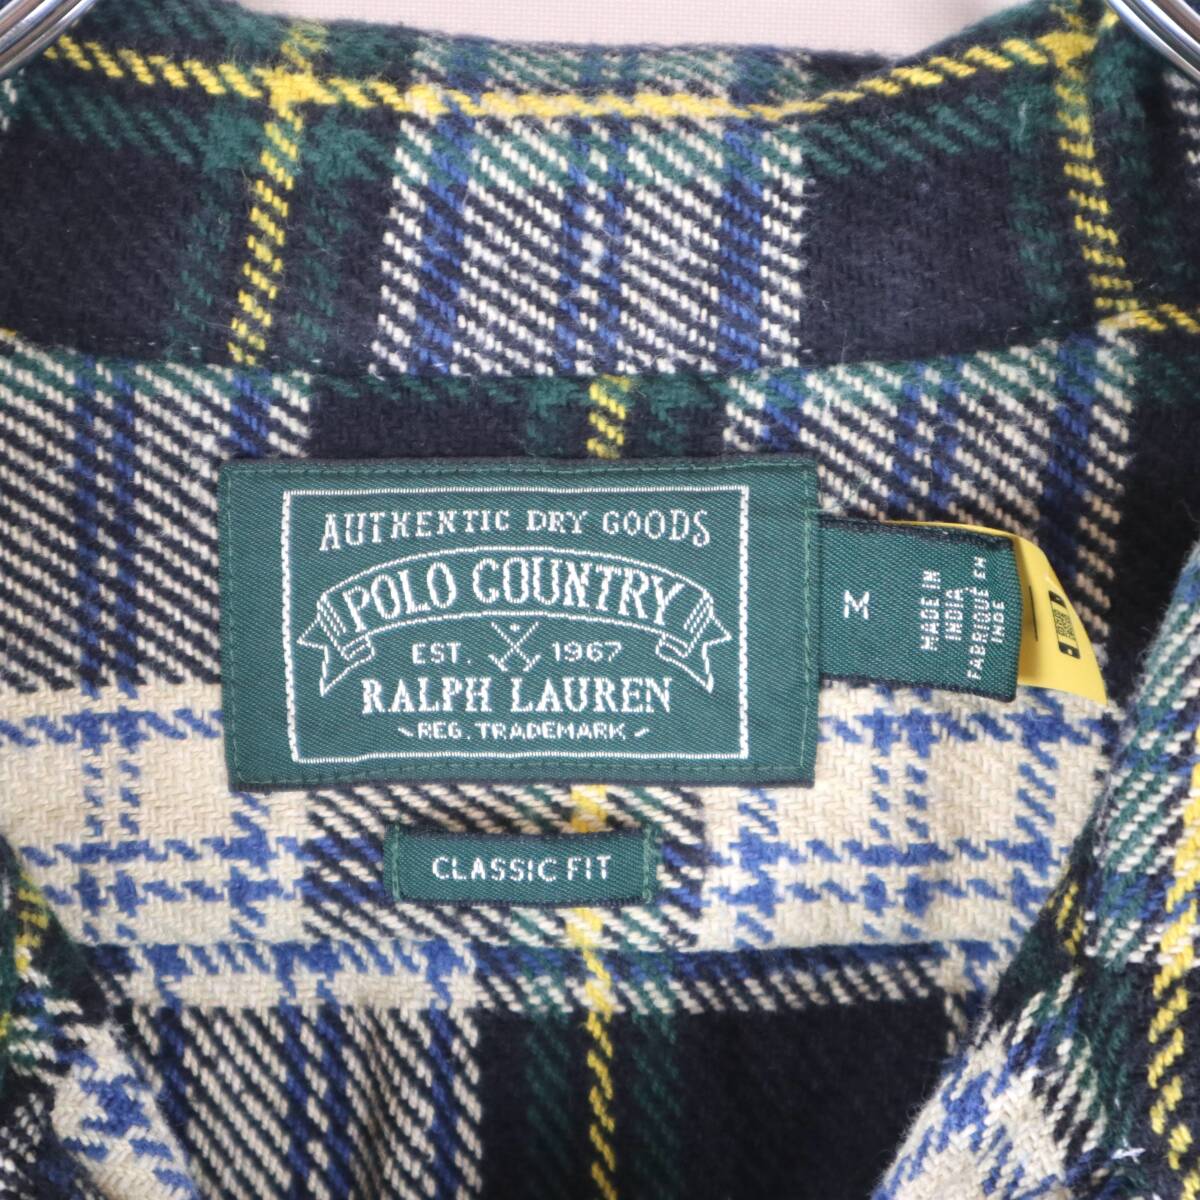 AUTHENTIC DRY GOODS
POLO COUNTRY
EST. 1967
RALPH LAUREN
REG. TRADEMARK
M
MADE IN
INDIA
FABRIQUÉ EN
INDE
CLASSIC FIT